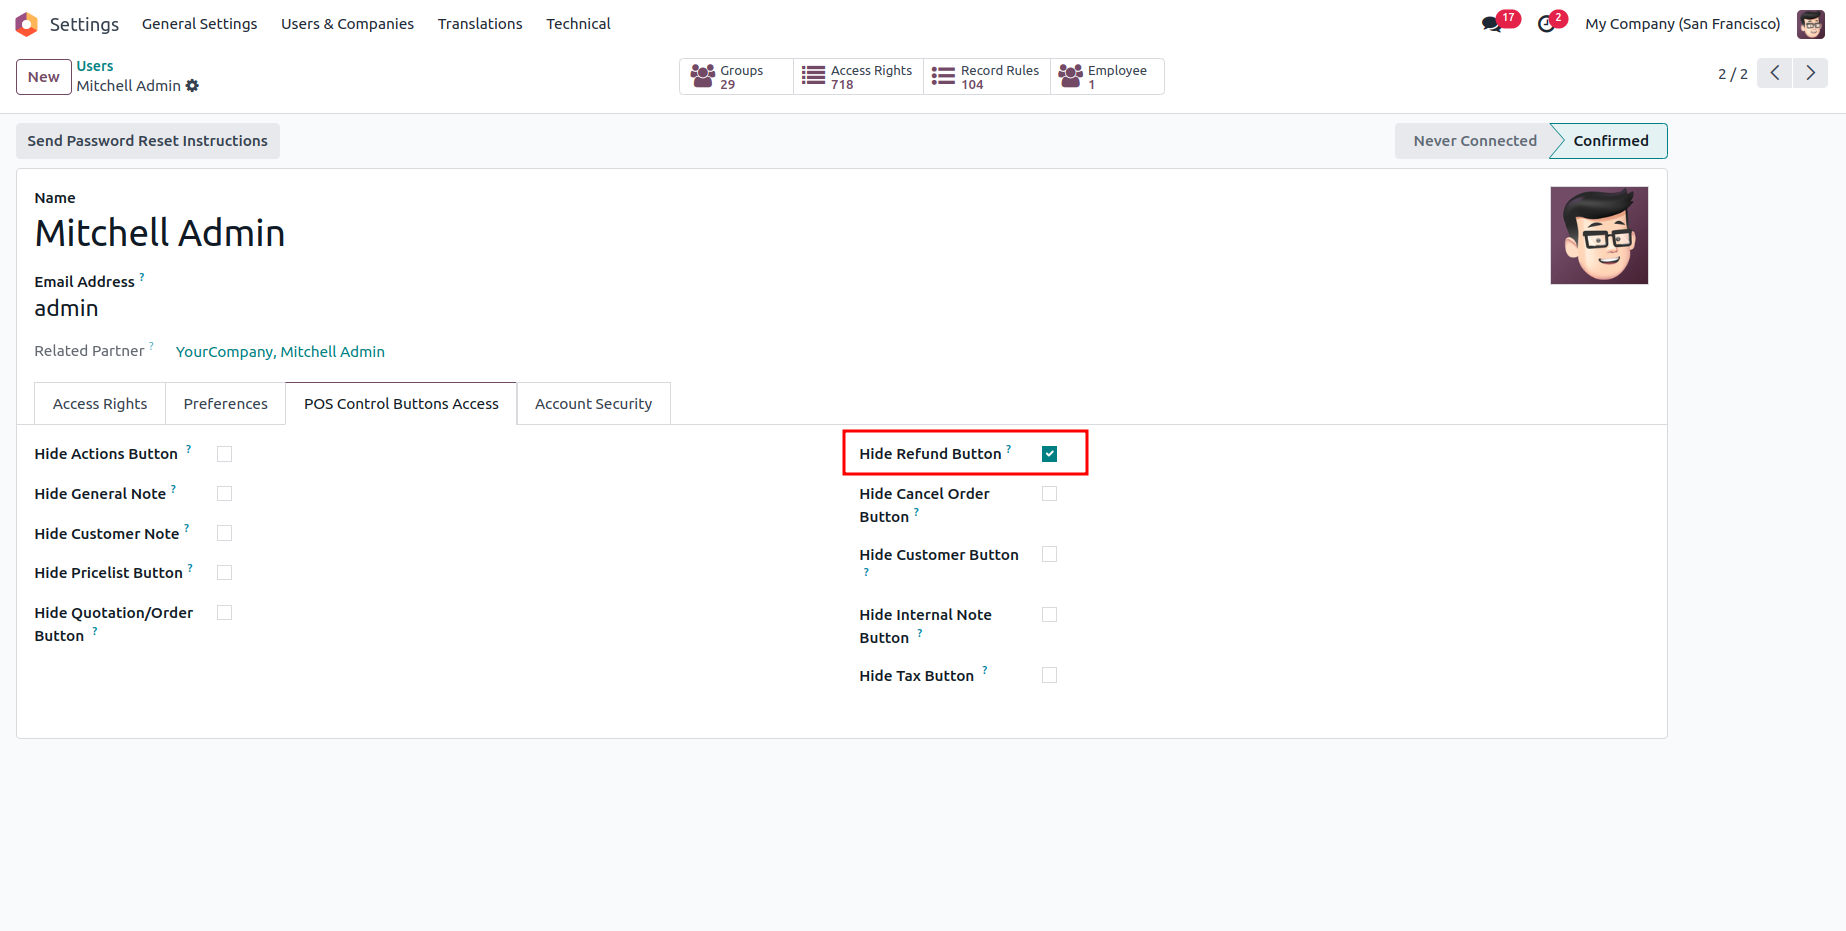 Settings General Settings Users & Companies Translations Technical 17 2 My Company (San Francisco)
New Users
Mitchell Admin
Groups 29 Access Rights 718 Record Rules 104 Employee 1
2 / 2
Send Password Reset Instructions Never Connected Confirmed
Name
Mitchell Admin
Email Address ?
admin
Related Partner ? YourCompany, Mitchell Admin
Access Rights Preferences POS Control Buttons Access Account Security
Hide Actions Button ?
Hide General Note ?
Hide Customer Note ?
Hide Pricelist Button ?
Hide Quotation/Order
Button ?
Hide Refund Button ?
Hide Cancel Order
Button ?
Hide Customer Button
?
Hide Internal Note
Button ?
Hide Tax Button ?